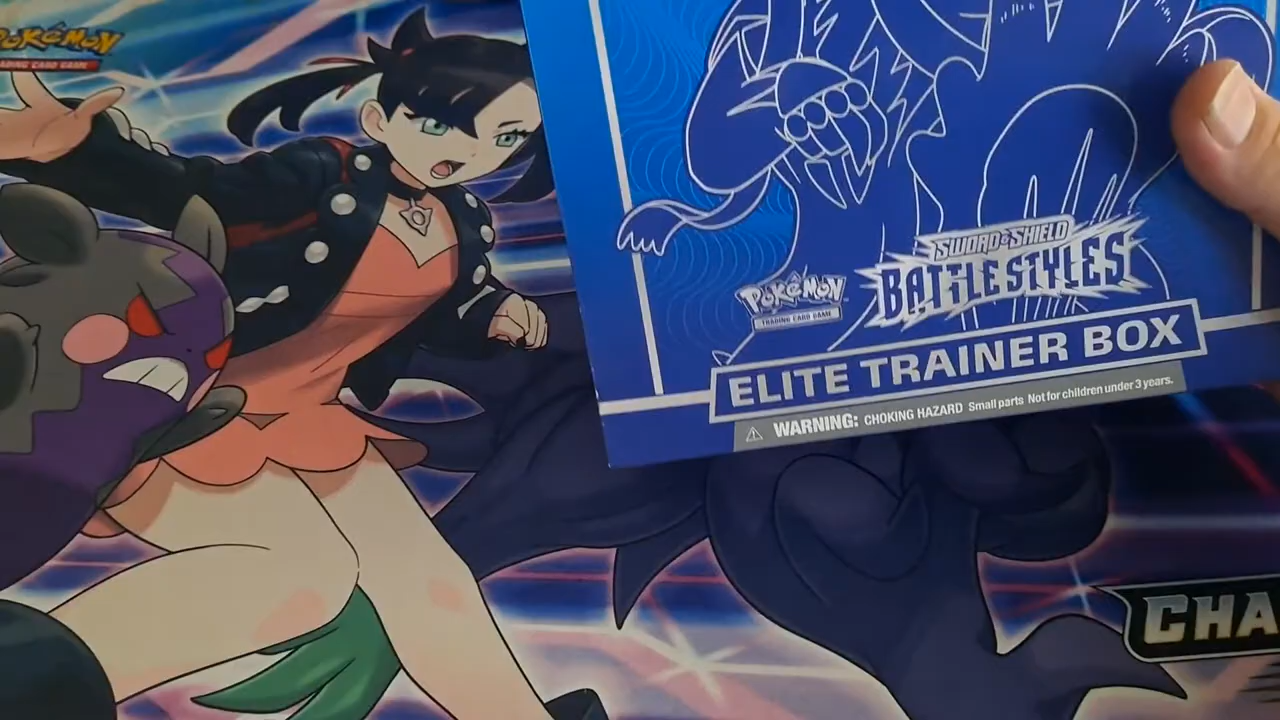 POKÉMON
TRADING CARD GAME
SWORD & SHIELD
BATTLE STYLES
Pokémon
TRADING CARD GAME
ELITE TRAINER BOX
WARNING: CHOKING HAZARD Small parts Not for children under 3 years.
CHA